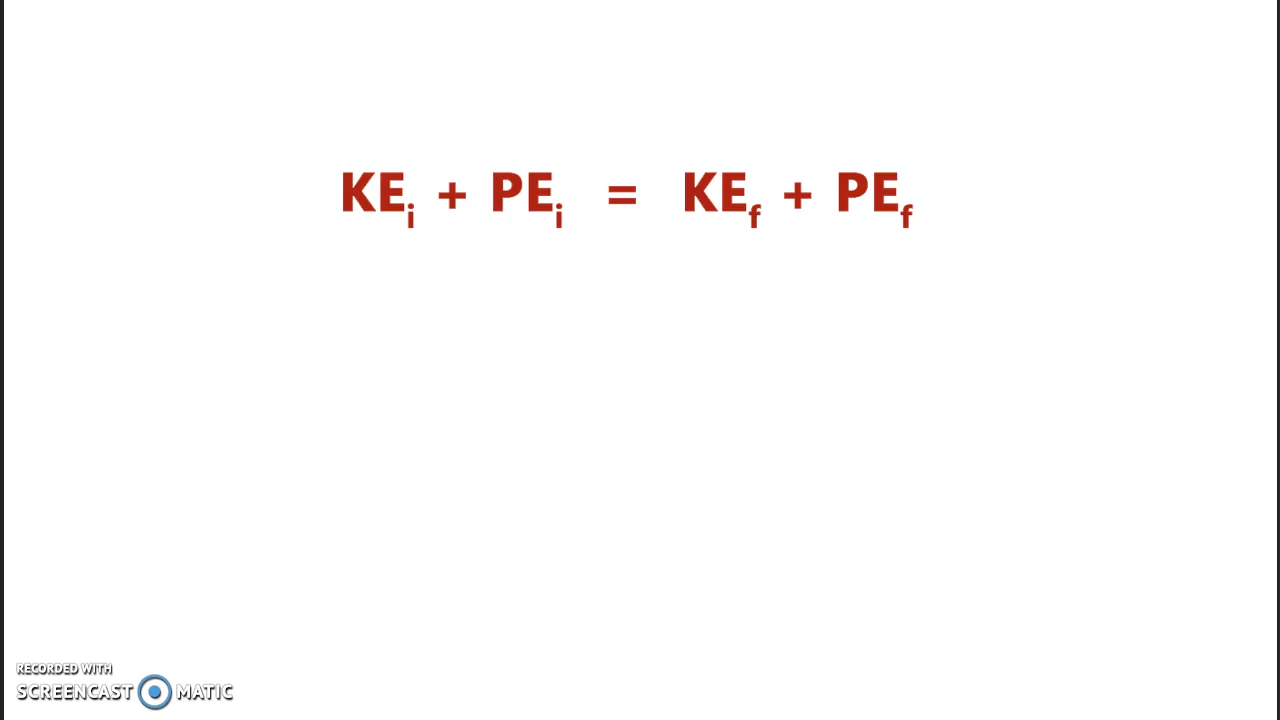 KEi + PEi = KEf + PEf
RECORDED WITH
SCREENCAST MATIC